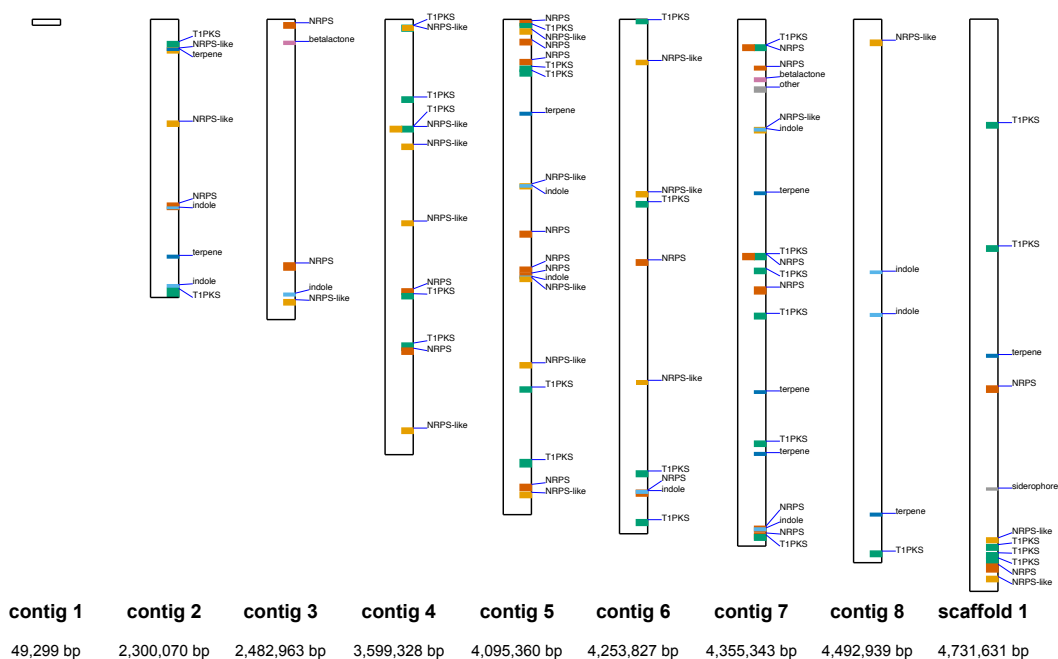 T1PKS
NRPS-like
terpene
NRPS-like
NRPS
indole
terpene
indole
T1PKS
NRPS
betalactone
NRPS
indole
NRPS-like
T1PKS
NRPS-like
T1PKS
T1PKS
NRPS-like
NRPS-like
NRPS-like
NRPS
T1PKS
T1PKS
NRPS
NRPS-like
NRPS
T1PKS
NRPS-like
NRPS
NRPS
T1PKS
T1PKS
terpene
NRPS-like
indole
NRPS
NRPS
NRPS
indole
NRPS-like
NRPS-like
T1PKS
T1PKS
NRPS
NRPS-like
T1PKS
NRPS-like
NRPS-like
T1PKS
NRPS
NRPS-like
T1PKS
NRPS
indole
T1PKS
T1PKS
NRPS
NRPS
betalactone
other
NRPS-like
indole
terpene
T1PKS
NRPS
T1PKS
NRPS
T1PKS
terpene
T1PKS
terpene
NRPS
indole
NRPS
T1PKS
NRPS-like
indole
indole
terpene
T1PKS
T1PKS
T1PKS
terpene
NRPS
siderophore
NRPS-like
T1PKS
T1PKS
T1PKS
NRPS
NRPS-like
contig 1 contig 2 contig 3 contig 4 contig 5 contig 6 contig 7 contig 8 scaffold 1
49,299 bp 2,300,070 bp 2,482,963 bp 3,599,328 bp 4,095,360 bp 4,253,827 bp 4,355,343 bp 4,492,939 bp 4,731,631 bp